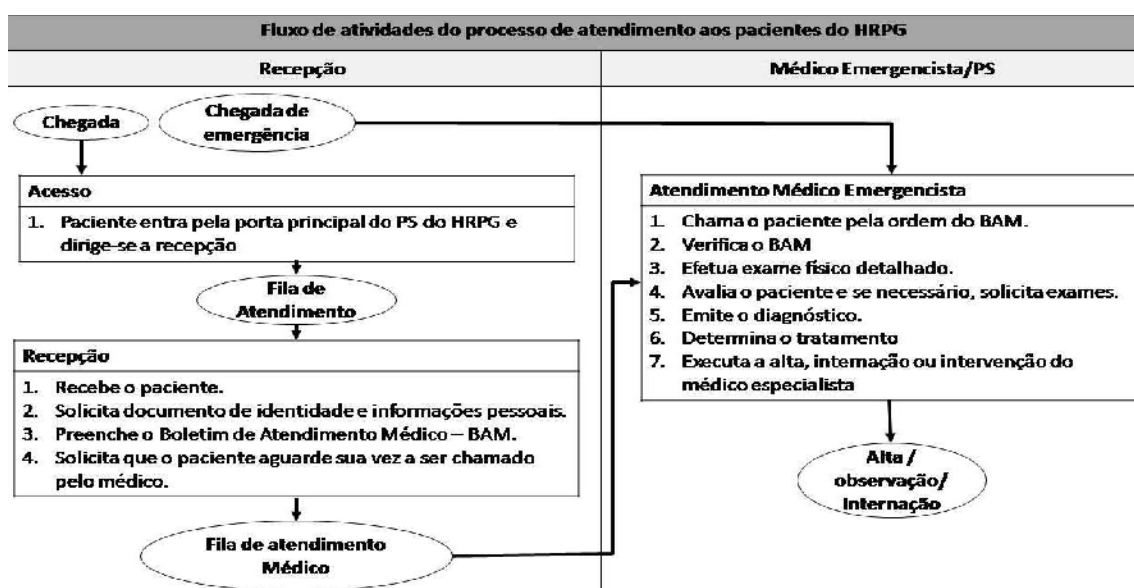 Fluxo de atividades do processo de atendimento aos pacientes do HRPG
Recepção
Médico Emergencista/PS
Chegada
Chegada de
emergência
Acesso
1. Paciente entra pela porta principal do PS do HRPG e
dirige-se a recepção
Fila de
Atendimento
Recepção
1. Recebe o paciente.
2. Solicita documento de identidade e informações pessoais.
3. Preenche o Boletim de Atendimento Médico – BAM.
4. Solicita que o paciente aguarde sua vez a ser chamado
pelo médico.
Fila de atendimento
Médico
Atendimento Médico Emergencista
1. Chama o paciente pela ordem do BAM.
2. Verifica o BAM
3. Efetua exame físico detalhado.
4. Avalia o paciente e se necessário, solicita exames.
5. Emite o diagnóstico.
6. Determina o tratamento
7. Executa a alta, internação ou intervenção do
médico especialista
Alta /
observação/
Internação